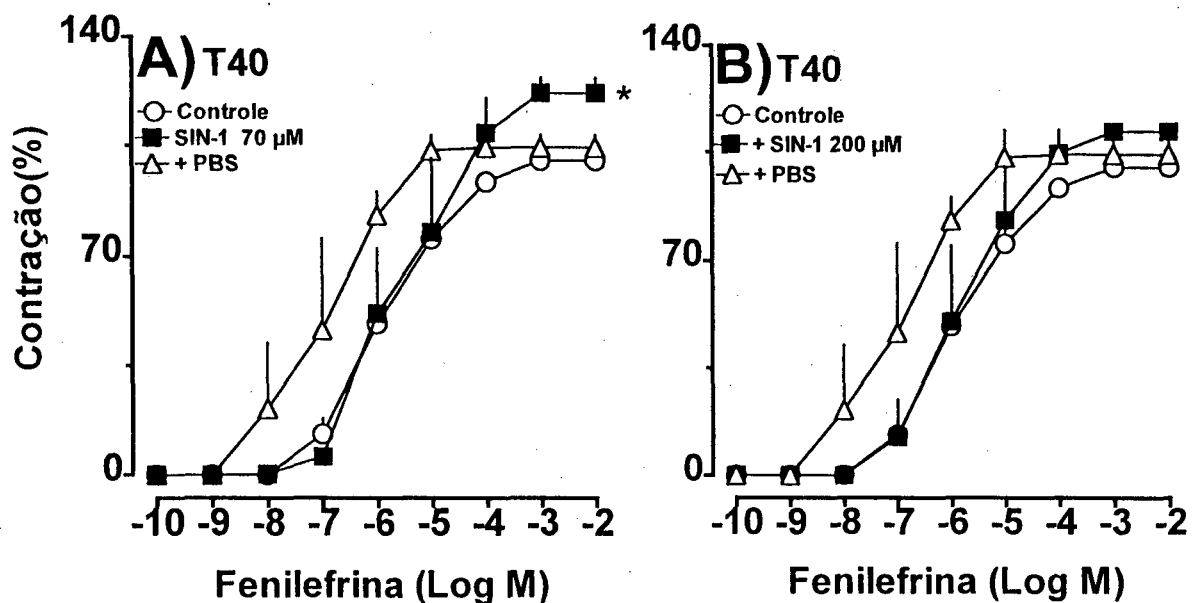 A) T40
Controle
SIN-1 70 µM
+ PBS
Contração(%)
140
70
0
*
-10 -9 -8 -7 -6 -5 -4 -3 -2
Fenilefrina (Log M)
B) T40
Controle
+ SIN-1 200 µM
+ PBS
140
70
0
-10 -9 -8 -7 -6 -5 -4 -3 -2
Fenilefrina (Log M)